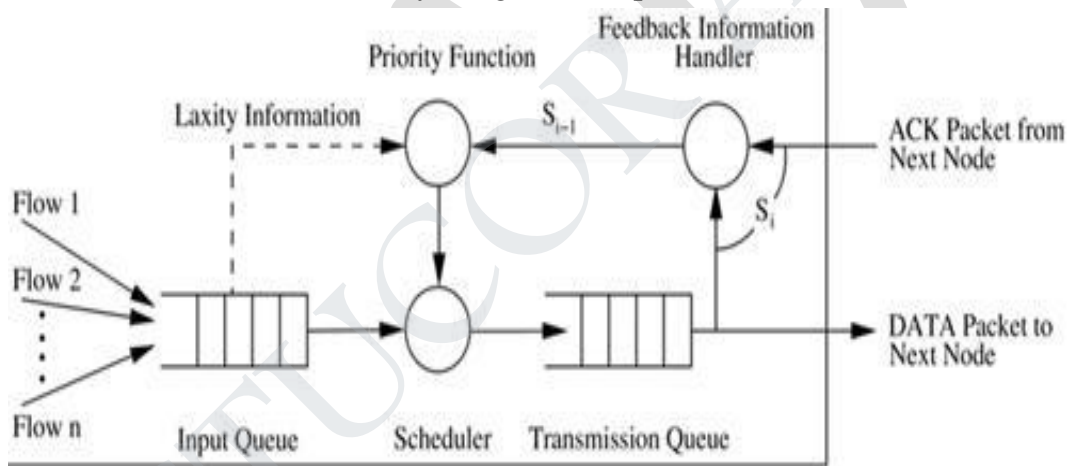 Feedback Information
Handler
Priority Function
Laxity Information
S i-1
ACK Packet from
Next Node
S i
Flow 1
Flow 2
Flow n
DATA Packet to
Next Node
Input Queue
Scheduler
Transmission Queue